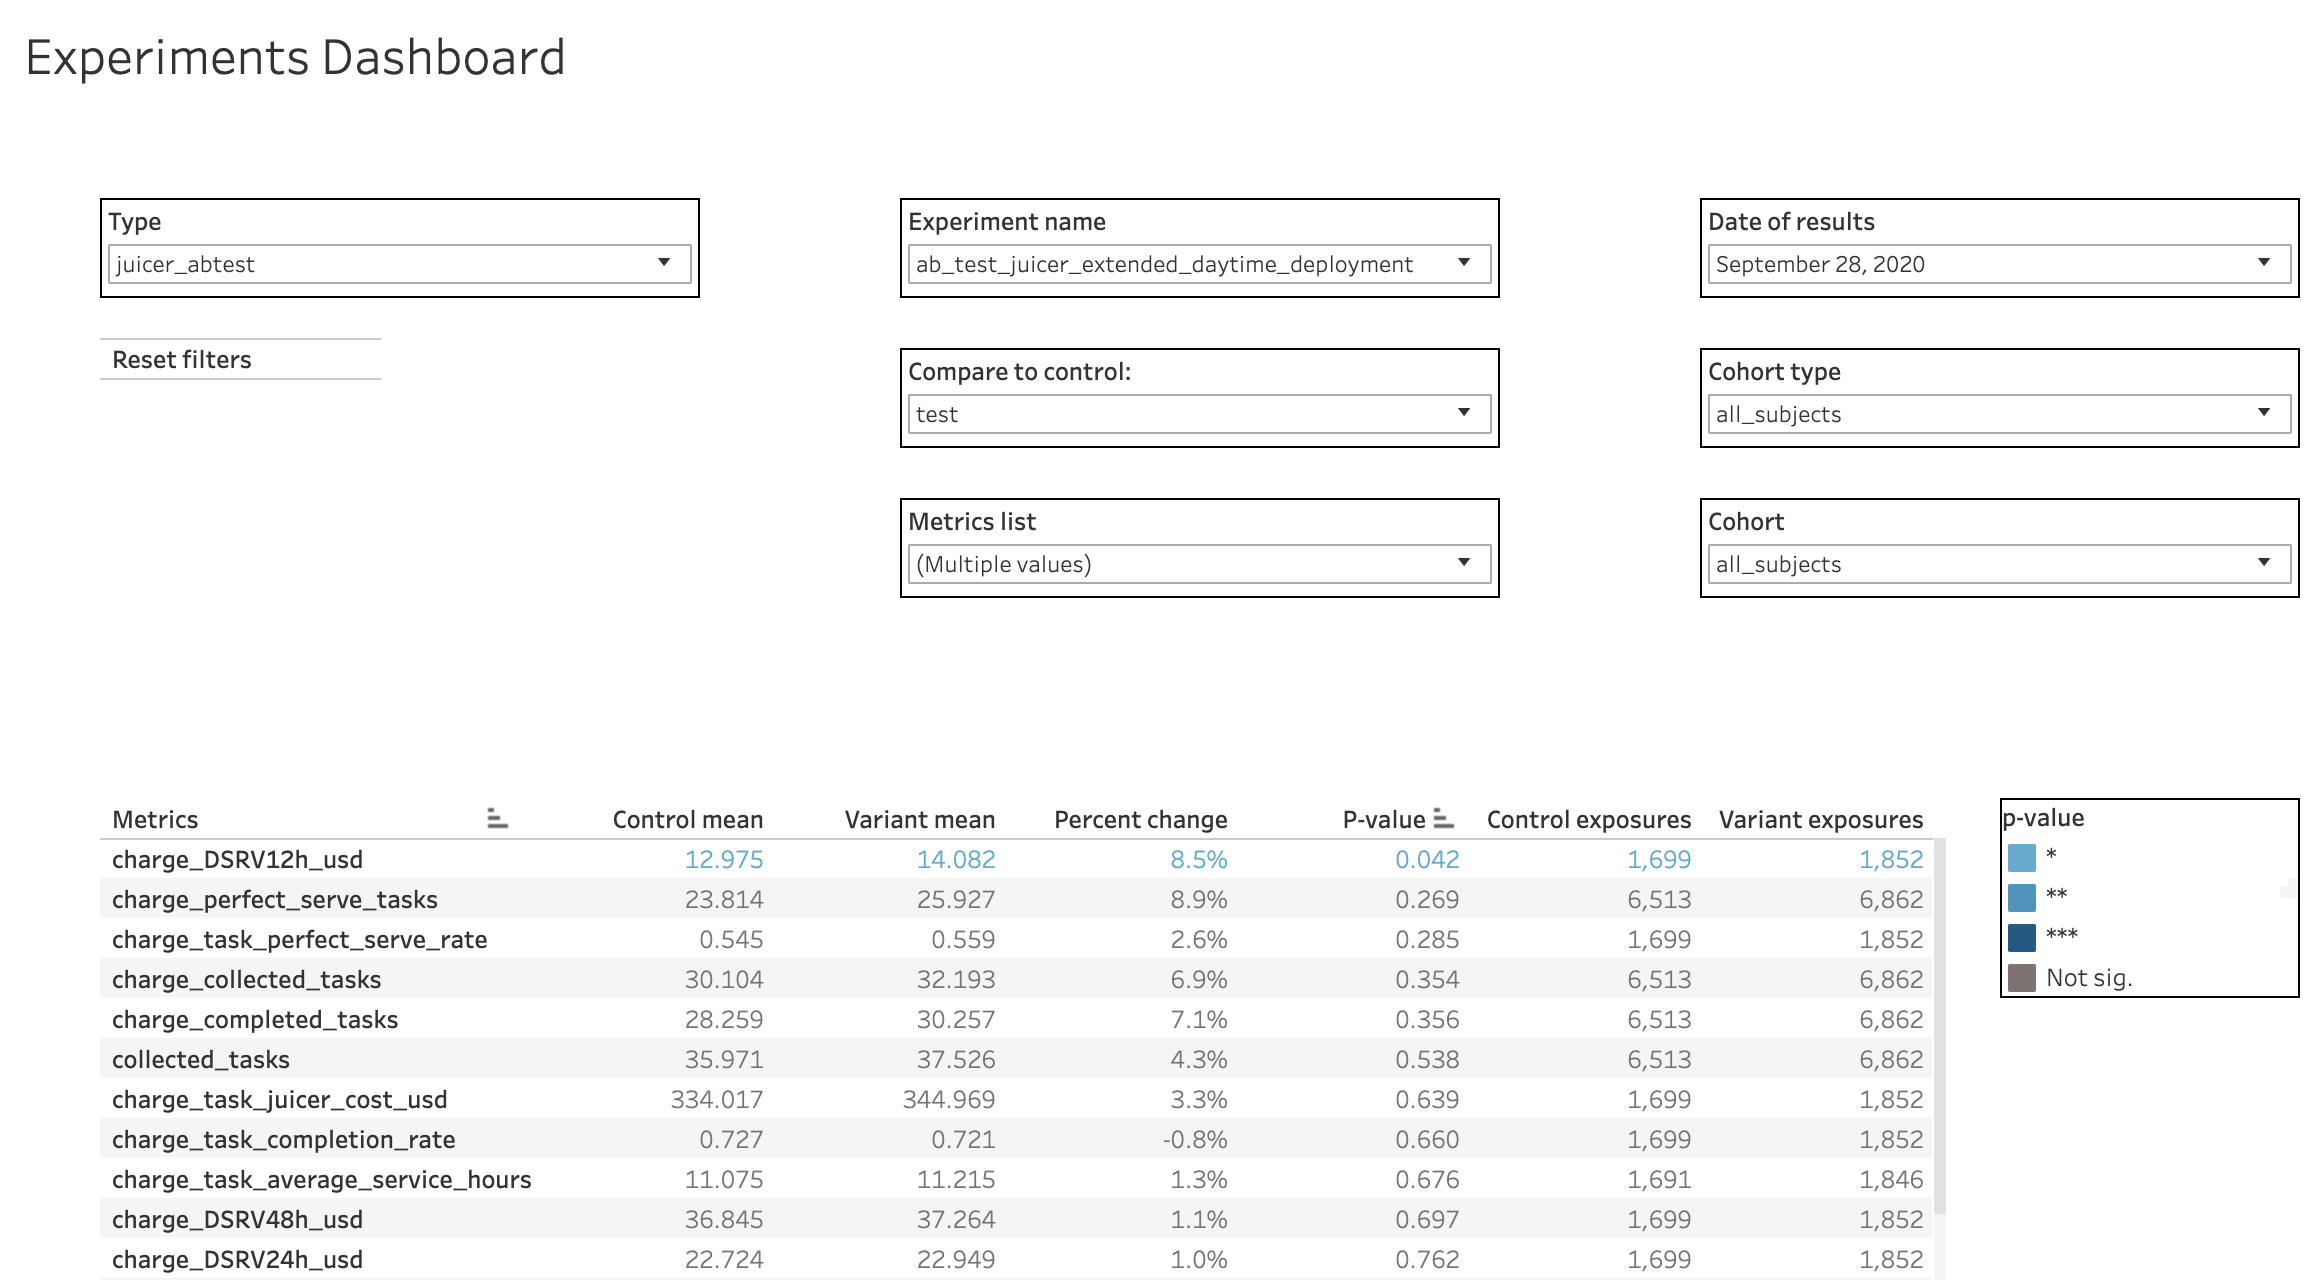 Experiments Dashboard
Type
juicer_abtest
Experiment name
ab_test_juicer_extended_daytime_deployment
Date of results
September 28, 2020
Reset filters
Compare to control:
test
Cohort type
all_subjects
Metrics list
(Multiple values)
Cohort
all_subjects
Metrics Control mean Variant mean Percent change P-value Control exposures Variant exposures
charge_DSRV12h_usd 12.975 14.082 8.5% 0.042 1,699 1,852
charge_perfect_serve_tasks 23.814 25.927 8.9% 0.269 6,513 6,862
charge_task_perfect_serve_rate 0.545 0.559 2.6% 0.285 1,699 1,852
charge_collected_tasks 30.104 32.193 6.9% 0.354 6,513 6,862
charge_completed_tasks 28.259 30.257 7.1% 0.356 6,513 6,862
collected_tasks 35.971 37.526 4.3% 0.538 6,513 6,862
charge_task_juicer_cost_usd 334.017 344.969 3.3% 0.639 1,699 1,852
charge_task_completion_rate 0.727 0.721 -0.8% 0.660 1,699 1,852
charge_task_average_service_hours 11.075 11.215 1.3% 0.676 1,691 1,846
charge_DSRV48h_usd 36.845 37.264 1.1% 0.697 1,699 1,852
charge_DSRV24h_usd 22.724 22.949 1.0% 0.762 1,699 1,852
p-value
*
**
***
Not sig.